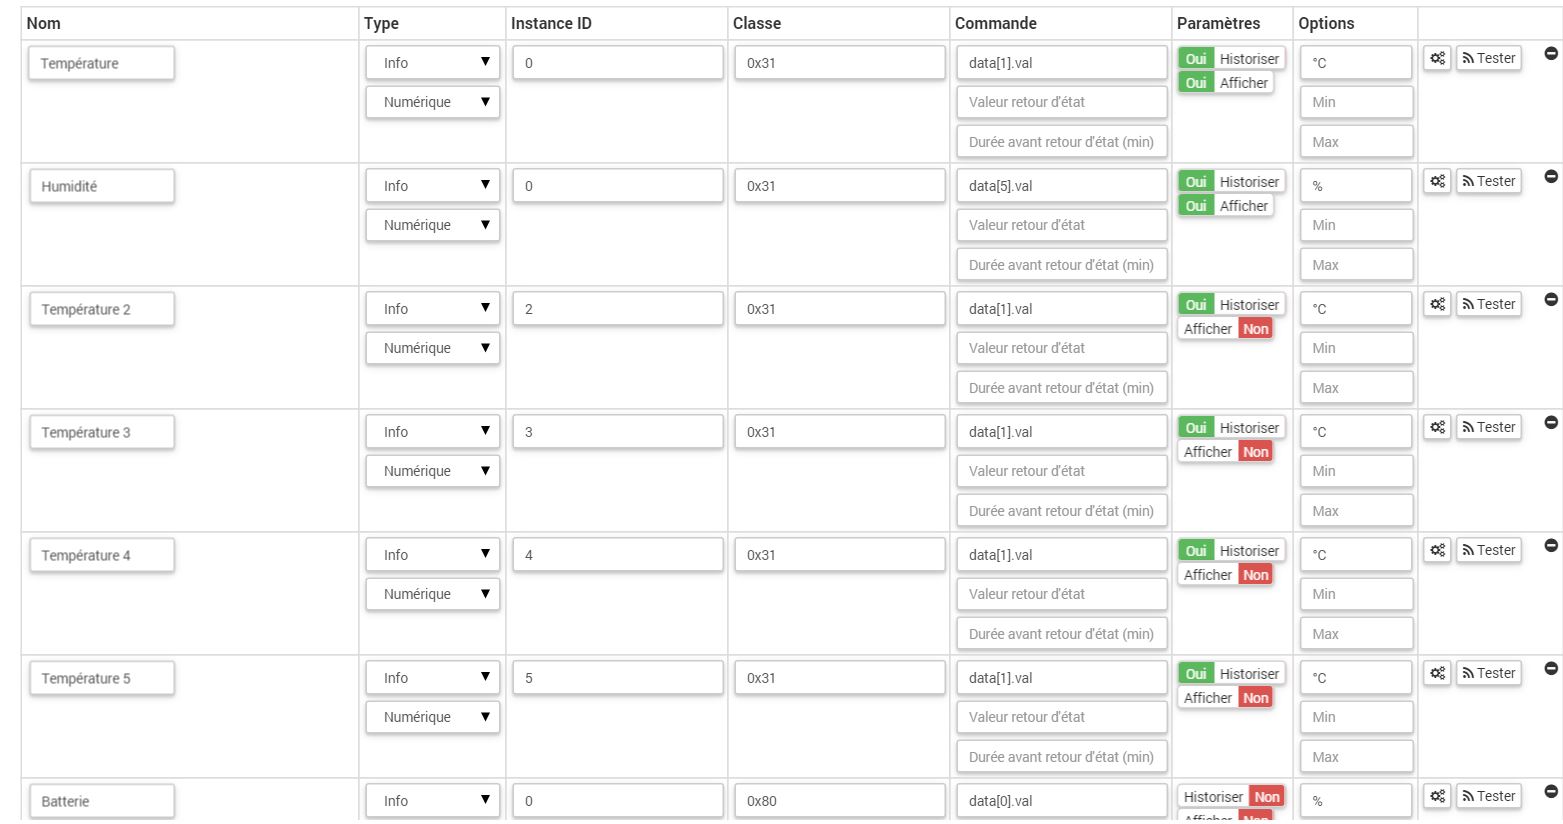 Nom Type Instance ID Classe Commande Paramètres Options
Température Info 0 0x31 data[1].val Oui Historiser °C Tester
Oui Afficher
Numérique Valeur retour d'état Min
Durée avant retour d'état (min) Max
Humidité Info 0 0x31 data[5].val Oui Historiser % Tester
Oui Afficher
Numérique Valeur retour d'état Min
Durée avant retour d'état (min) Max
Température 2 Info 2 0x31 data[1].val Oui Historiser °C Tester
Afficher Non
Numérique Valeur retour d'état Min
Durée avant retour d'état (min) Max
Température 3 Info 3 0x31 data[1].val Oui Historiser °C Tester
Afficher Non
Numérique Valeur retour d'état Min
Durée avant retour d'état (min) Max
Température 4 Info 4 0x31 data[1].val Oui Historiser °C Tester
Afficher Non
Numérique Valeur retour d'état Min
Durée avant retour d'état (min) Max
Température 5 Info 5 0x31 data[1].val Oui Historiser °C Tester
Afficher Non
Numérique Valeur retour d'état Min
Durée avant retour d'état (min) Max
Batterie Info 0 0x80 data[0].val Historiser Non % Tester
Afficher Non